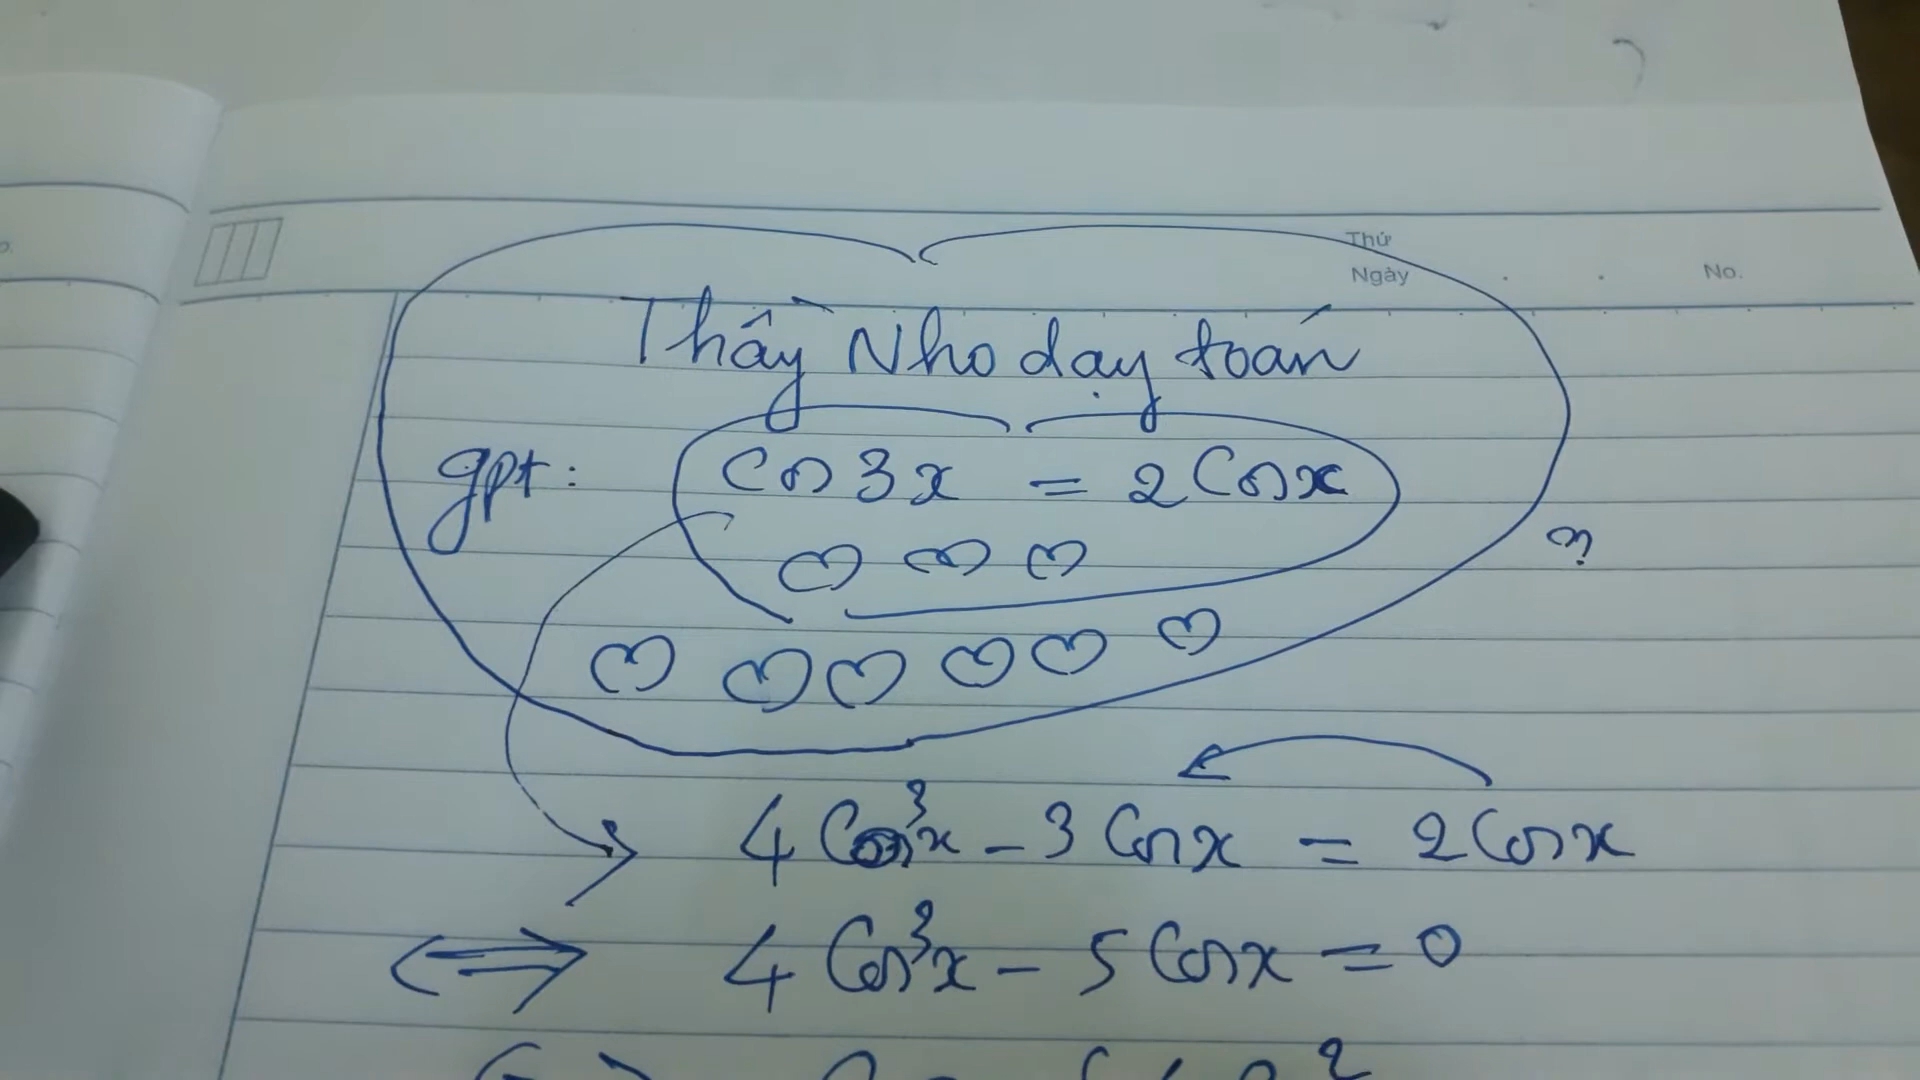 Thứ
Ngày . . No.
Thầy Nho dạy toán
gpt: Cos3x = 2Cosx
4Cos³x - 3Cosx = 2Cosx
⇔ 4Cos³x - 5Cosx = 0